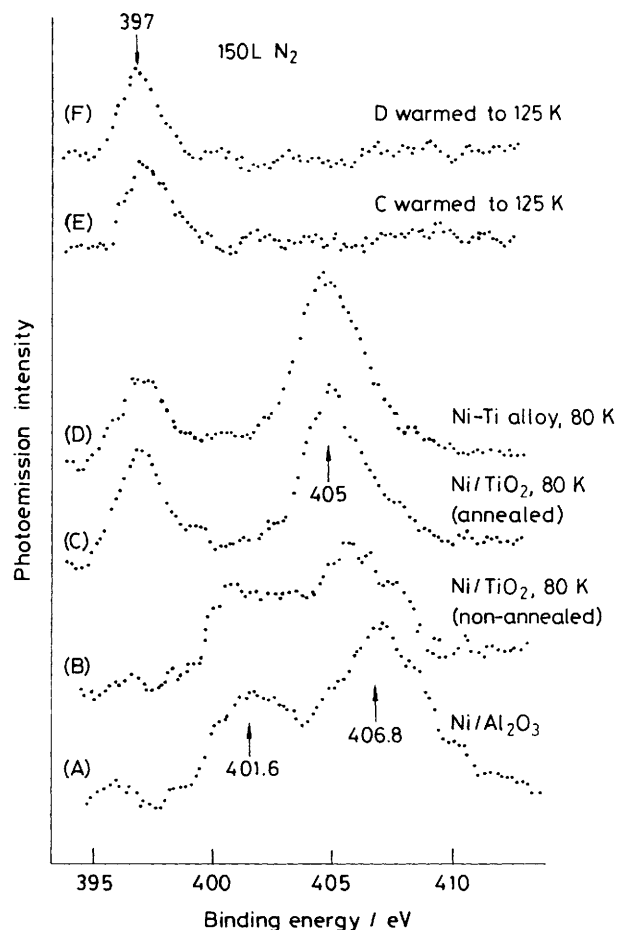 397
150L N₂
(F)
D warmed to 125 K
C warmed to 125 K
(E)
Photoemission intensity
(D)
Ni-Ti alloy, 80 K
405
Ni/TiO₂, 80 K
(annealed)
(C)
Ni/TiO₂, 80 K
(non-annealed)
(B)
Ni/Al₂O₃
406.8
401.6
(A)
395 400 405 410
Binding energy / eV